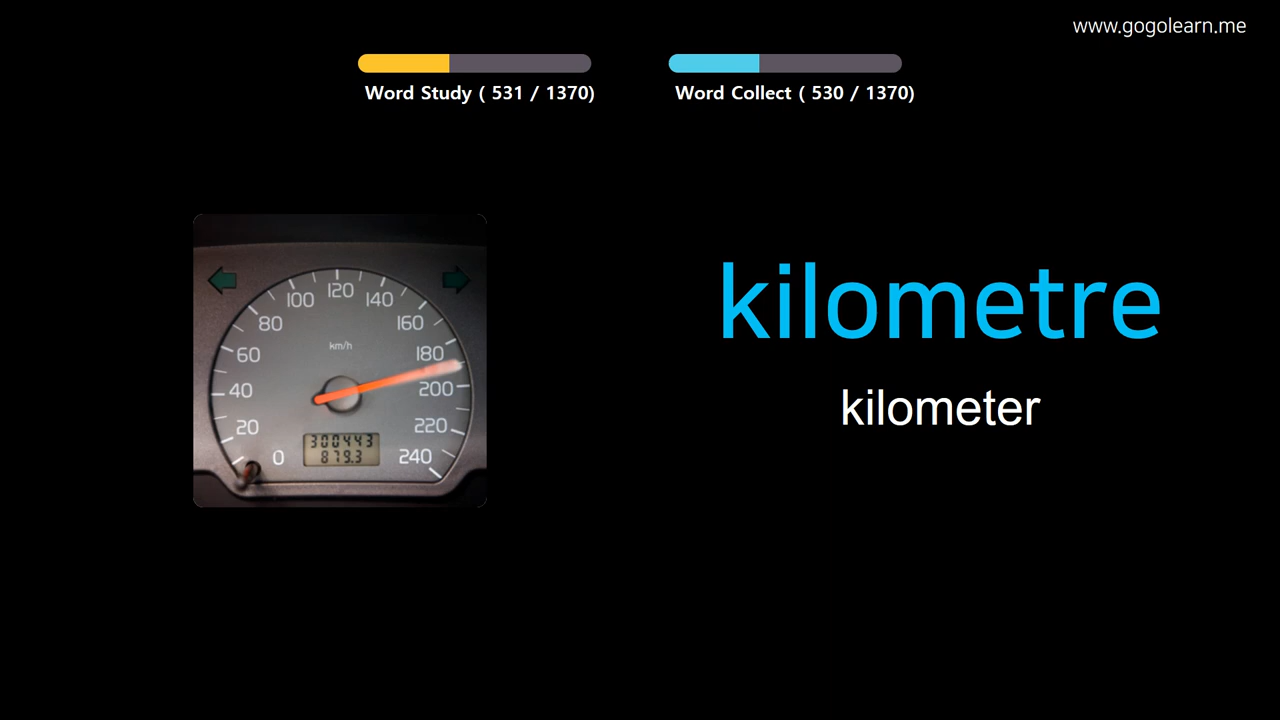 www.gogolearn.me
Word Study ( 531 / 1370)
Word Collect ( 530 / 1370)
100 120 140
80 160
km/h
60 180
40 200
20 220
300443
879.3
0 240
kilometre
kilometer